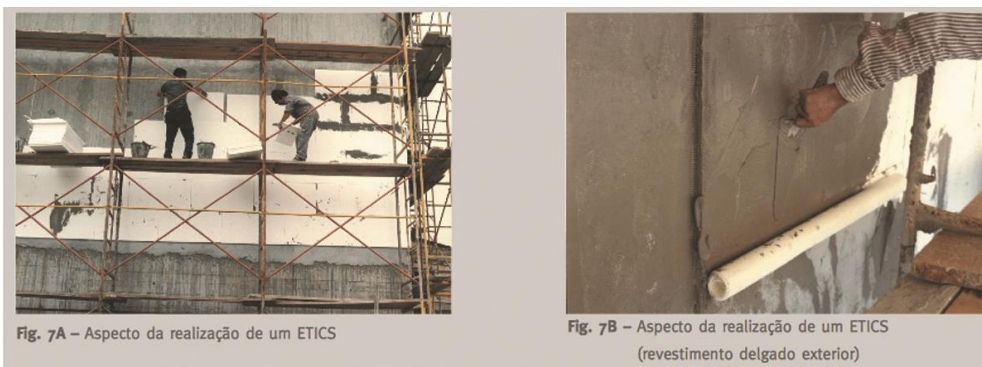 Fig. 7A – Aspecto da realização de um ETICS
Fig. 7B – Aspecto da realização de um ETICS
(revestimento delgado exterior)